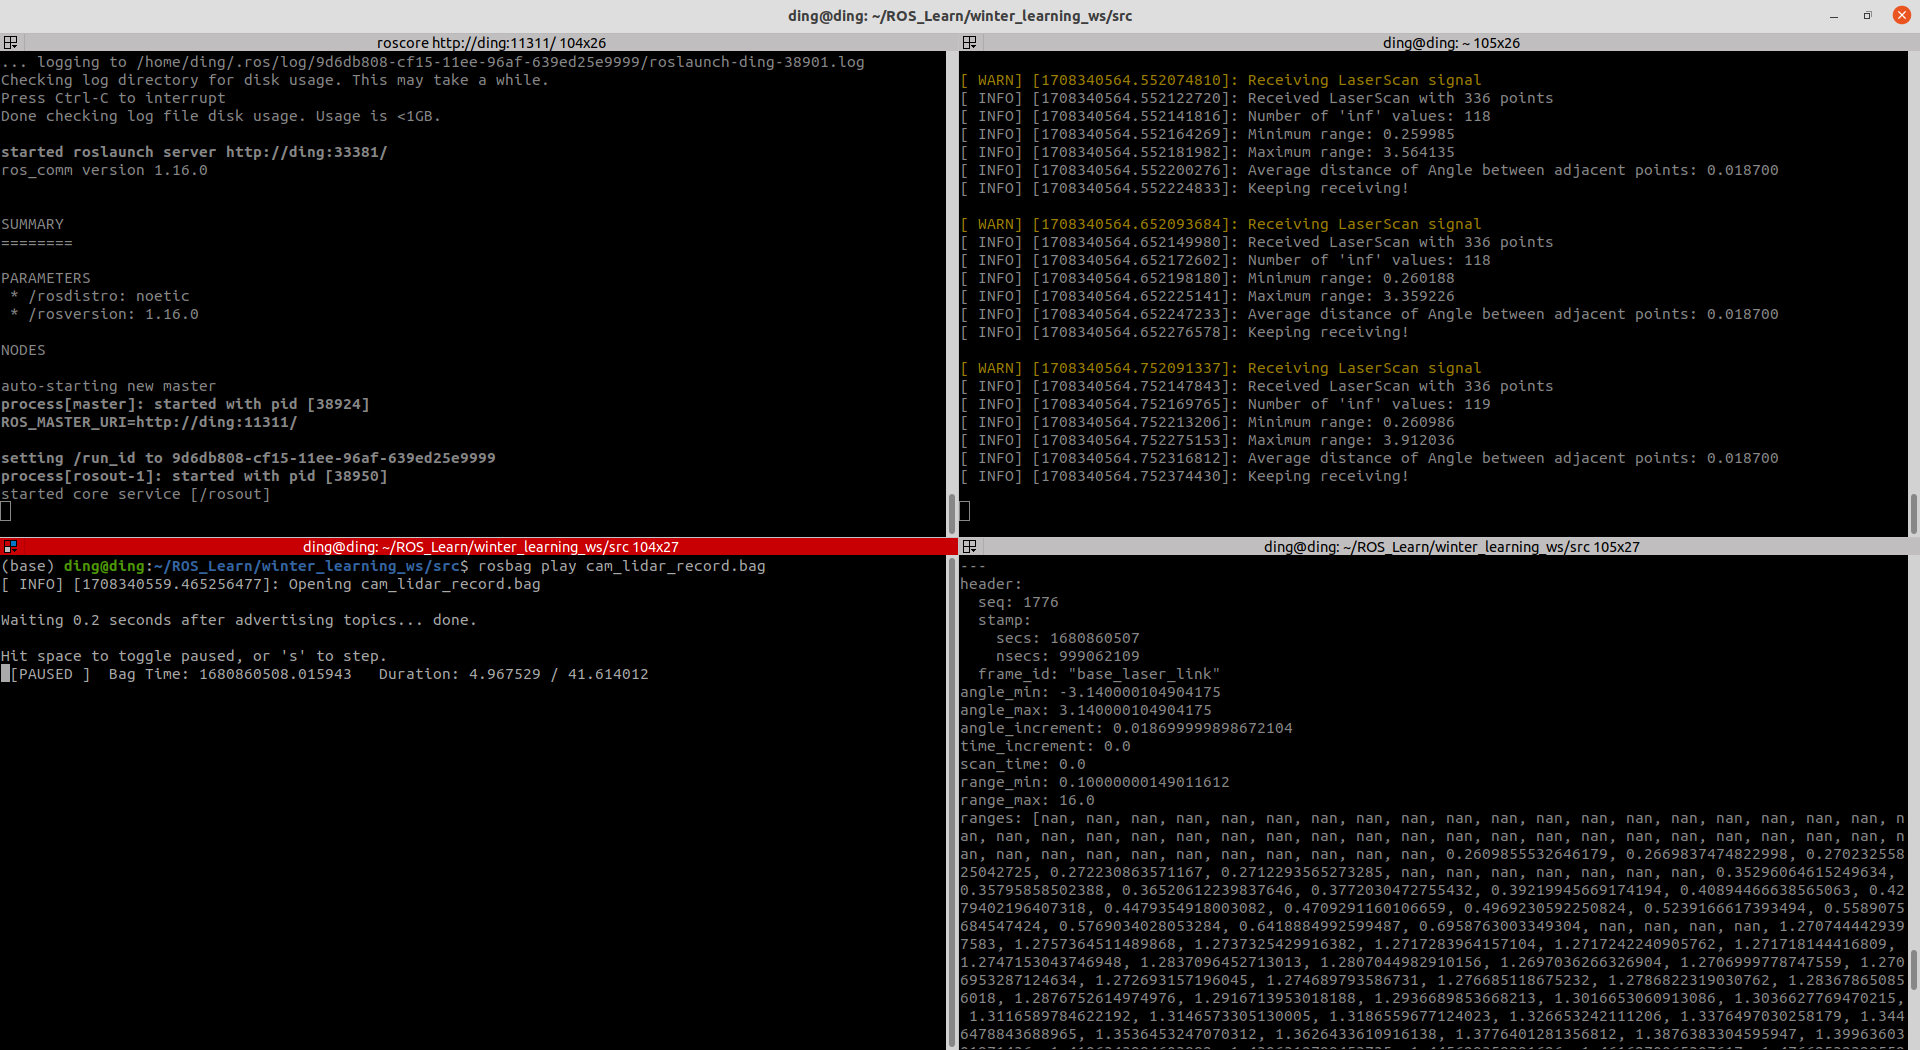 ding@ding: ~/ROS_Learn/winter_learning_ws/src
roscore http://ding:11311/ 104x26
... logging to /home/ding/.ros/log/9d6db808-cf15-11ee-96af-639ed25e9999/roslaunch-ding-38901.log
Checking log directory for disk usage. This may take a while.
Press Ctrl-C to interrupt
Done checking log file disk usage. Usage is <1GB.
started roslaunch server http://ding:33381/
ros_comm version 1.16.0
SUMMARY
========
PARAMETERS
* /rosdistro: noetic
* /rosversion: 1.16.0
NODES
auto-starting new master
process[master]: started with pid [38924]
ROS_MASTER_URI=http://ding:11311/
setting /run_id to 9d6db808-cf15-11ee-96af-639ed25e9999
process[rosout-1]: started with pid [38950]
started core service [/rosout]
ding@ding: ~ 105x26
[ WARN] [1708340564.552074810]: Receiving LaserScan signal
[ INFO] [1708340564.552122720]: Received LaserScan with 336 points
[ INFO] [1708340564.552141816]: Number of 'inf' values: 118
[ INFO] [1708340564.552164269]: Minimum range: 0.259985
[ INFO] [1708340564.552181982]: Maximum range: 3.564135
[ INFO] [1708340564.552200276]: Average distance of Angle between adjacent points: 0.018700
[ INFO] [1708340564.552224833]: Keeping receiving!
[ WARN] [1708340564.652093684]: Receiving LaserScan signal
[ INFO] [1708340564.652149980]: Received LaserScan with 336 points
[ INFO] [1708340564.652172602]: Number of 'inf' values: 118
[ INFO] [1708340564.652198180]: Minimum range: 0.260188
[ INFO] [1708340564.652225141]: Maximum range: 3.359226
[ INFO] [1708340564.652247233]: Average distance of Angle between adjacent points: 0.018700
[ INFO] [1708340564.652276578]: Keeping receiving!
[ WARN] [1708340564.752091337]: Receiving LaserScan signal
[ INFO] [1708340564.752147843]: Received LaserScan with 336 points
[ INFO] [1708340564.752169765]: Number of 'inf' values: 119
[ INFO] [1708340564.752213206]: Minimum range: 0.260986
[ INFO] [1708340564.752275153]: Maximum range: 3.912036
[ INFO] [1708340564.752316812]: Average distance of Angle between adjacent points: 0.018700
[ INFO] [1708340564.752374430]: Keeping receiving!
ding@ding: ~/ROS_Learn/winter_learning_ws/src 104x27
(base) ding@ding:~/ROS_Learn/winter_learning_ws/src$ rosbag play cam_lidar_record.bag
[ INFO] [1708340559.465256477]: Opening cam_lidar_record.bag
Waiting 0.2 seconds after advertising topics... done.
Hit space to toggle paused, or 's' to step.
[PAUSED ]  Bag Time: 1680860508.015943   Duration: 4.967529 / 41.614012
ding@ding: ~/ROS_Learn/winter_learning_ws/src 105x27
---
header:
seq: 1776
stamp:
secs: 1680860507
nsecs: 999062109
frame_id: "base_laser_link"
angle_min: -3.140000104904175
angle_max: 3.140000104904175
angle_increment: 0.018699999898672104
time_increment: 0.0
scan_time: 0.0
range_min: 0.10000000149011612
range_max: 16.0
ranges: [nan, nan, nan, nan, nan, nan, nan, nan, nan, nan, nan, nan, nan, nan, nan, nan, nan, nan, nan, n
an, nan, nan, nan, nan, nan, nan, nan, nan, nan, nan, nan, nan, nan, nan, nan, nan, nan, nan, nan, nan, n
an, nan, nan, nan, nan, nan, nan, nan, nan, nan, nan, 0.2609855532646179, 0.2669837474822998, 0.270232558
25042725, 0.272230863571167, 0.2712293565273285, nan, nan, nan, nan, nan, nan, nan, 0.35296064615249634,
0.35795858502388, 0.36520612239837646, 0.3772030472755432, 0.39219945669174194, 0.40894466638565063, 0.42
79402196407318, 0.4479354918003082, 0.4709291160106659, 0.4969230592250824, 0.5239166617393494, 0.5589075
684547424, 0.5769034028053284, 0.6418884992599487, 0.6958763003349304, nan, nan, nan, nan, 1.270744442939
7583, 1.2757364511489868, 1.2737325429916382, 1.2717283964157104, 1.2717242240905762, 1.271718144416809,
1.2747153043746948, 1.2837096452713013, 1.2807044982910156, 1.2697036266326904, 1.2706999778747559, 1.270
6953287124634, 1.272693157196045, 1.274689793586731, 1.276685118675232, 1.2786822319030762, 1.28367865085
6018, 1.2876752614974976, 1.2916713953018188, 1.2936689853668213, 1.3016653060913086, 1.3036627769470215,
1.3116589784622192, 1.3146573305130005, 1.3186559677124023, 1.326653242111206, 1.3376497030258179, 1.344
6478843688965, 1.3536453247070312, 1.3626433610916138, 1.3776401281356812, 1.3876383304595947, 1.39963603